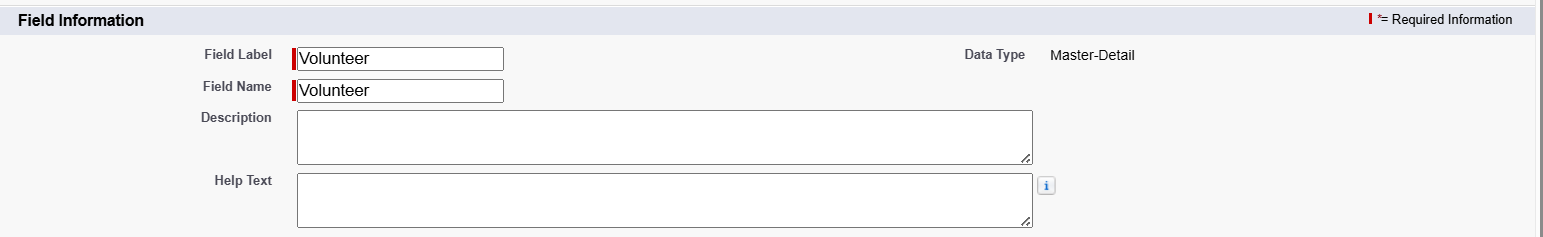 Field Information
*= Required Information
Field Label Volunteer Data Type Master-Detail
Field Name Volunteer
Description
Help Text
i